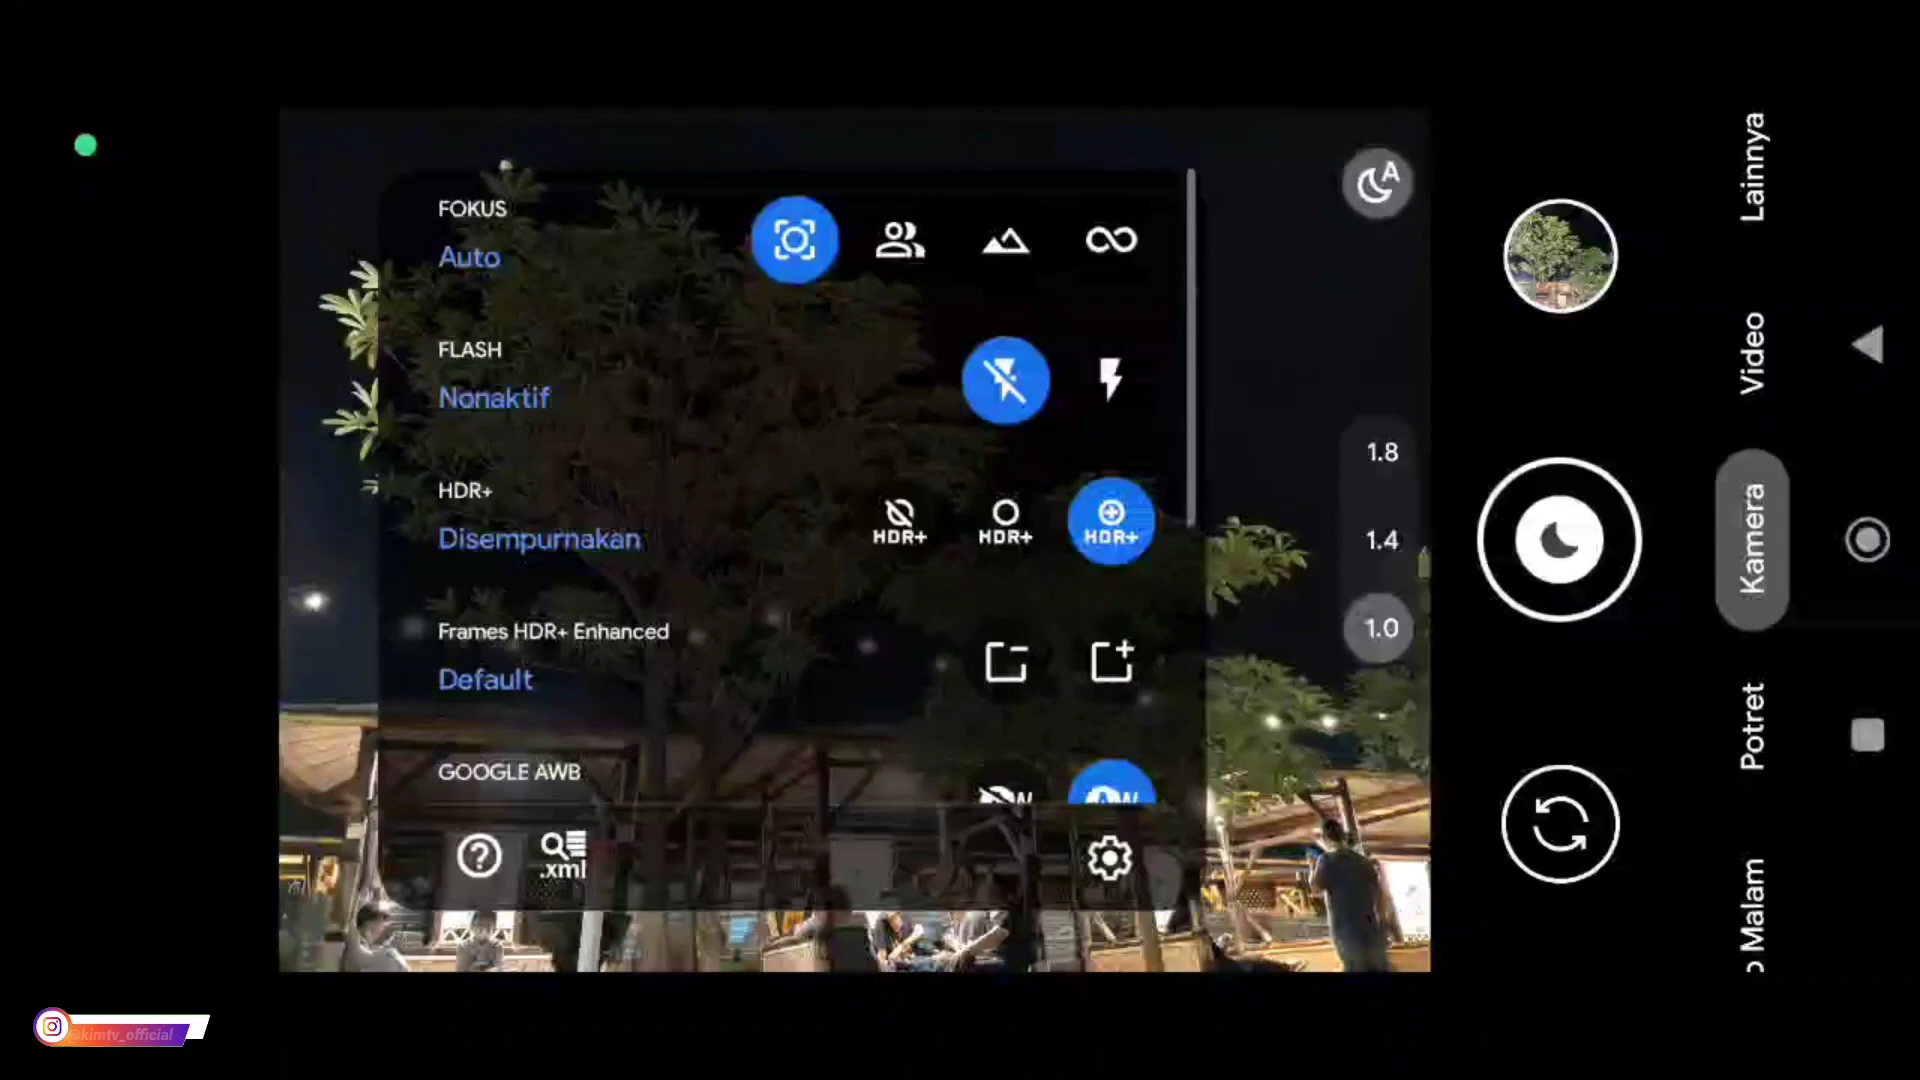 FOKUS
Auto
FLASH
Nonaktif
HDR+
Disempurnakan
HDR+
HDR+
HDR+
Frames HDR+ Enhanced
Default
GOOGLE AWB
.xml
A
1.8
1.4
1.0
Lainnya
Video
Kamera
Potret
o Malam
@kimtv_official